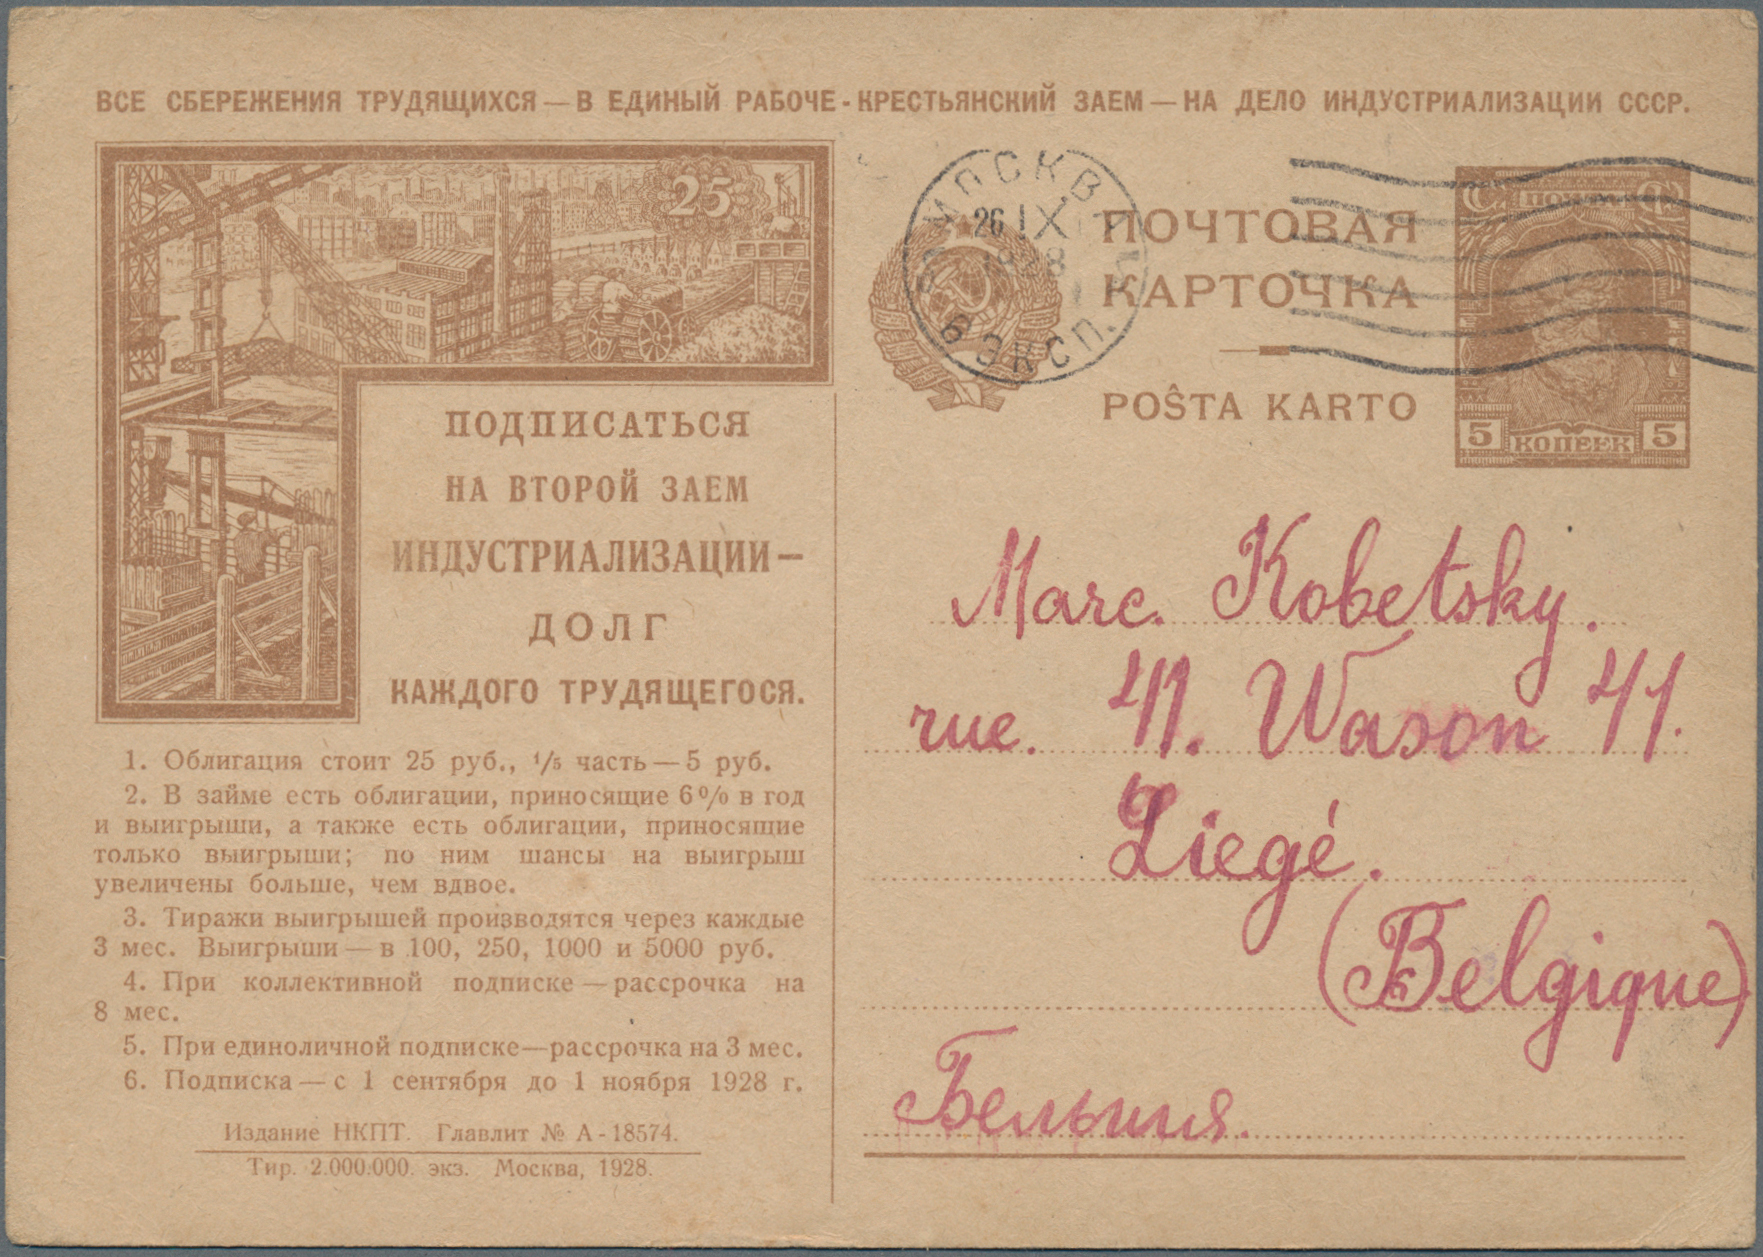 ВСЕ СБЕРЕЖЕНИЯ ТРУДЯЩИХСЯ — В ЕДИНЫЙ РАБОЧЕ-КРЕСТЬЯНСКИЙ ЗАЕМ — НА ДЕЛО ИНДУСТРИАЛИЗАЦИИ СССР.
25
ПОДПИСАТЬСЯ
НА ВТОРОЙ ЗАЕМ
ИНДУСТРИАЛИЗАЦИИ —
ДОЛГ
КАЖДОГО ТРУДЯЩЕГОСЯ.
1. Облигация стоит 25 руб., 1/5 часть — 5 руб.
2. В займе есть облигации, приносящие 6% в год
и выигрыши, а также есть облигации, приносящие
только выигрыши; по ним шансы на выигрыш
увеличены больше, чем вдвое.
3. Тиражи выигрышей производятся через каждые
3 мес. Выигрыши — в 100, 250, 1000 и 5000 руб.
4. При коллективной подписке — рассрочка на
8 мес.
5. При единоличной подписке — рассрочка на 3 мес.
6. Подписка — с 1 сентября до 1 ноября 1928 г.
Издание НКПТ. Главлит № А-18574.
Тир. 2.000.000. экз. Москва, 1928.
МОСКВА
26 IX
1928
ЭКСП.
ПОЧТОВАЯ
КАРТОЧКА
POŜTA KARTO
ПОЧТА
5 КОПЕЕК 5
Marc. Kobetsky.
rue. 41. Wason 41.
Liegé.
(Belgique)
Бельгия.